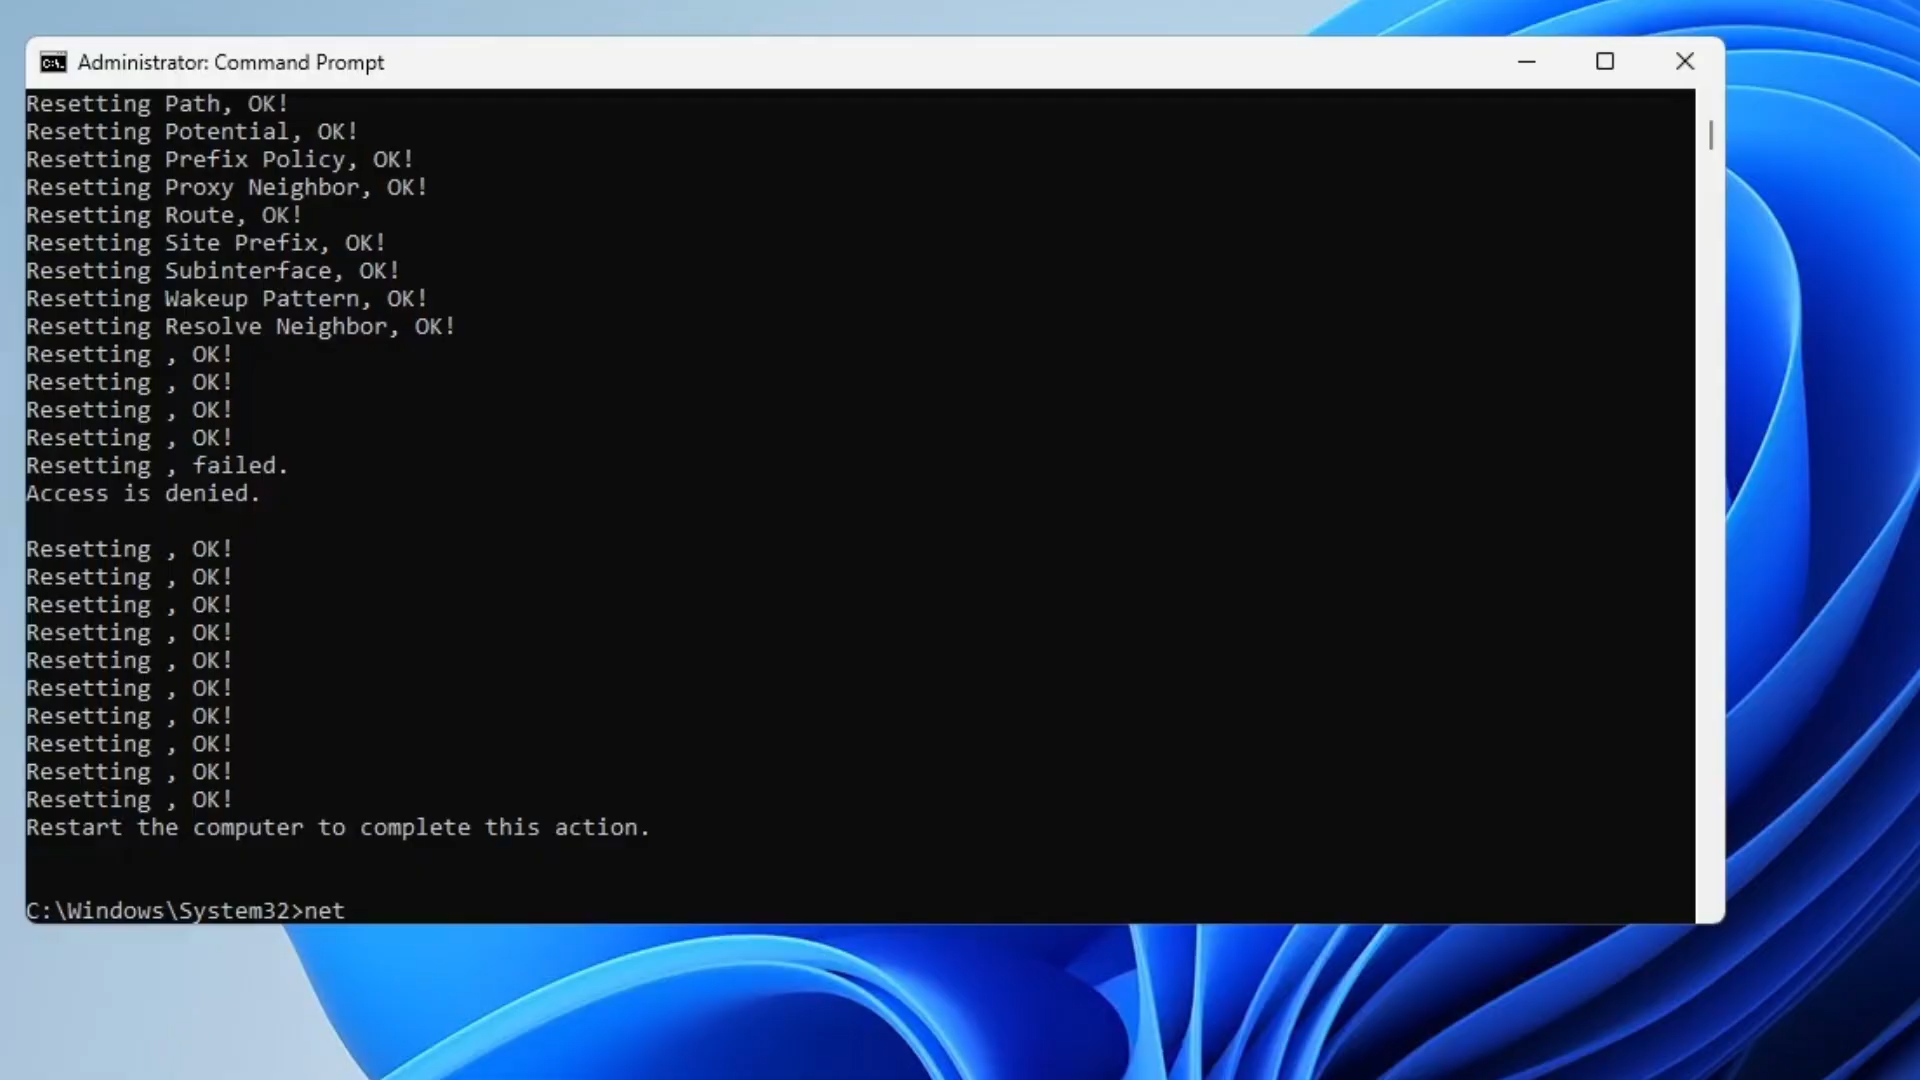 Administrator: Command Prompt
Resetting Path, OK!
Resetting Potential, OK!
Resetting Prefix Policy, OK!
Resetting Proxy Neighbor, OK!
Resetting Route, OK!
Resetting Site Prefix, OK!
Resetting Subinterface, OK!
Resetting Wakeup Pattern, OK!
Resetting Resolve Neighbor, OK!
Resetting , OK!
Resetting , OK!
Resetting , OK!
Resetting , OK!
Resetting , failed.
Access is denied.
Resetting , OK!
Resetting , OK!
Resetting , OK!
Resetting , OK!
Resetting , OK!
Resetting , OK!
Resetting , OK!
Resetting , OK!
Resetting , OK!
Resetting , OK!
Restart the computer to complete this action.
C:\Windows\System32>net